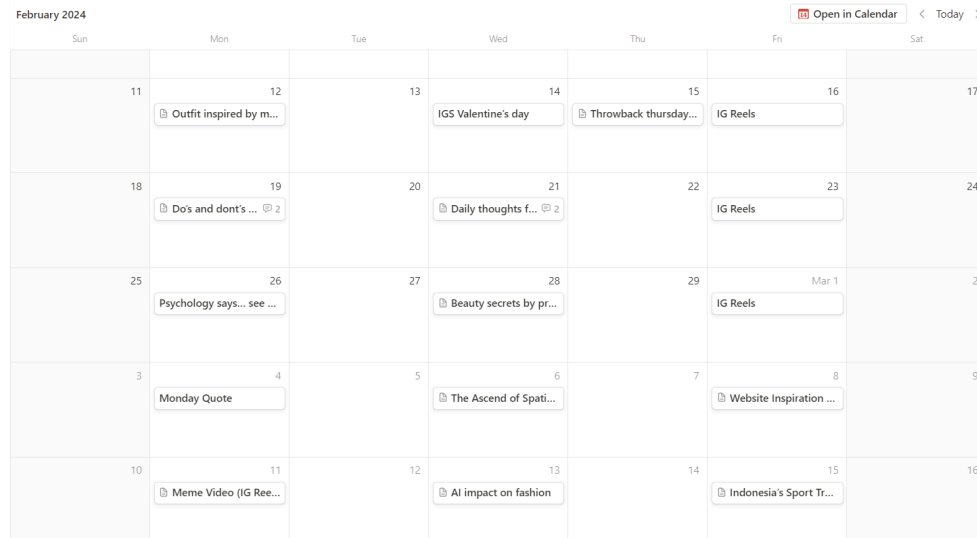 February 2024
Open in Calendar
Today
Sun Mon Tue Wed Thu Fri Sat
11 12 13 14 15 16 17
Outfit inspired by m...
IGS Valentine's day
Throwback thursday...
IG Reels
18 19 20 21 22 23 24
Do's and dont's ... 2
Daily thoughts f... 2
IG Reels
25 26 27 28 29 Mar 1 2
Psychology says... see ...
Beauty secrets by pr...
IG Reels
3 4 5 6 7 8 9
Monday Quote
The Ascend of Spati...
Website Inspiration ...
10 11 12 13 14 15 16
Meme Video (IG Ree...
AI impact on fashion
Indonesia's Sport Tr...